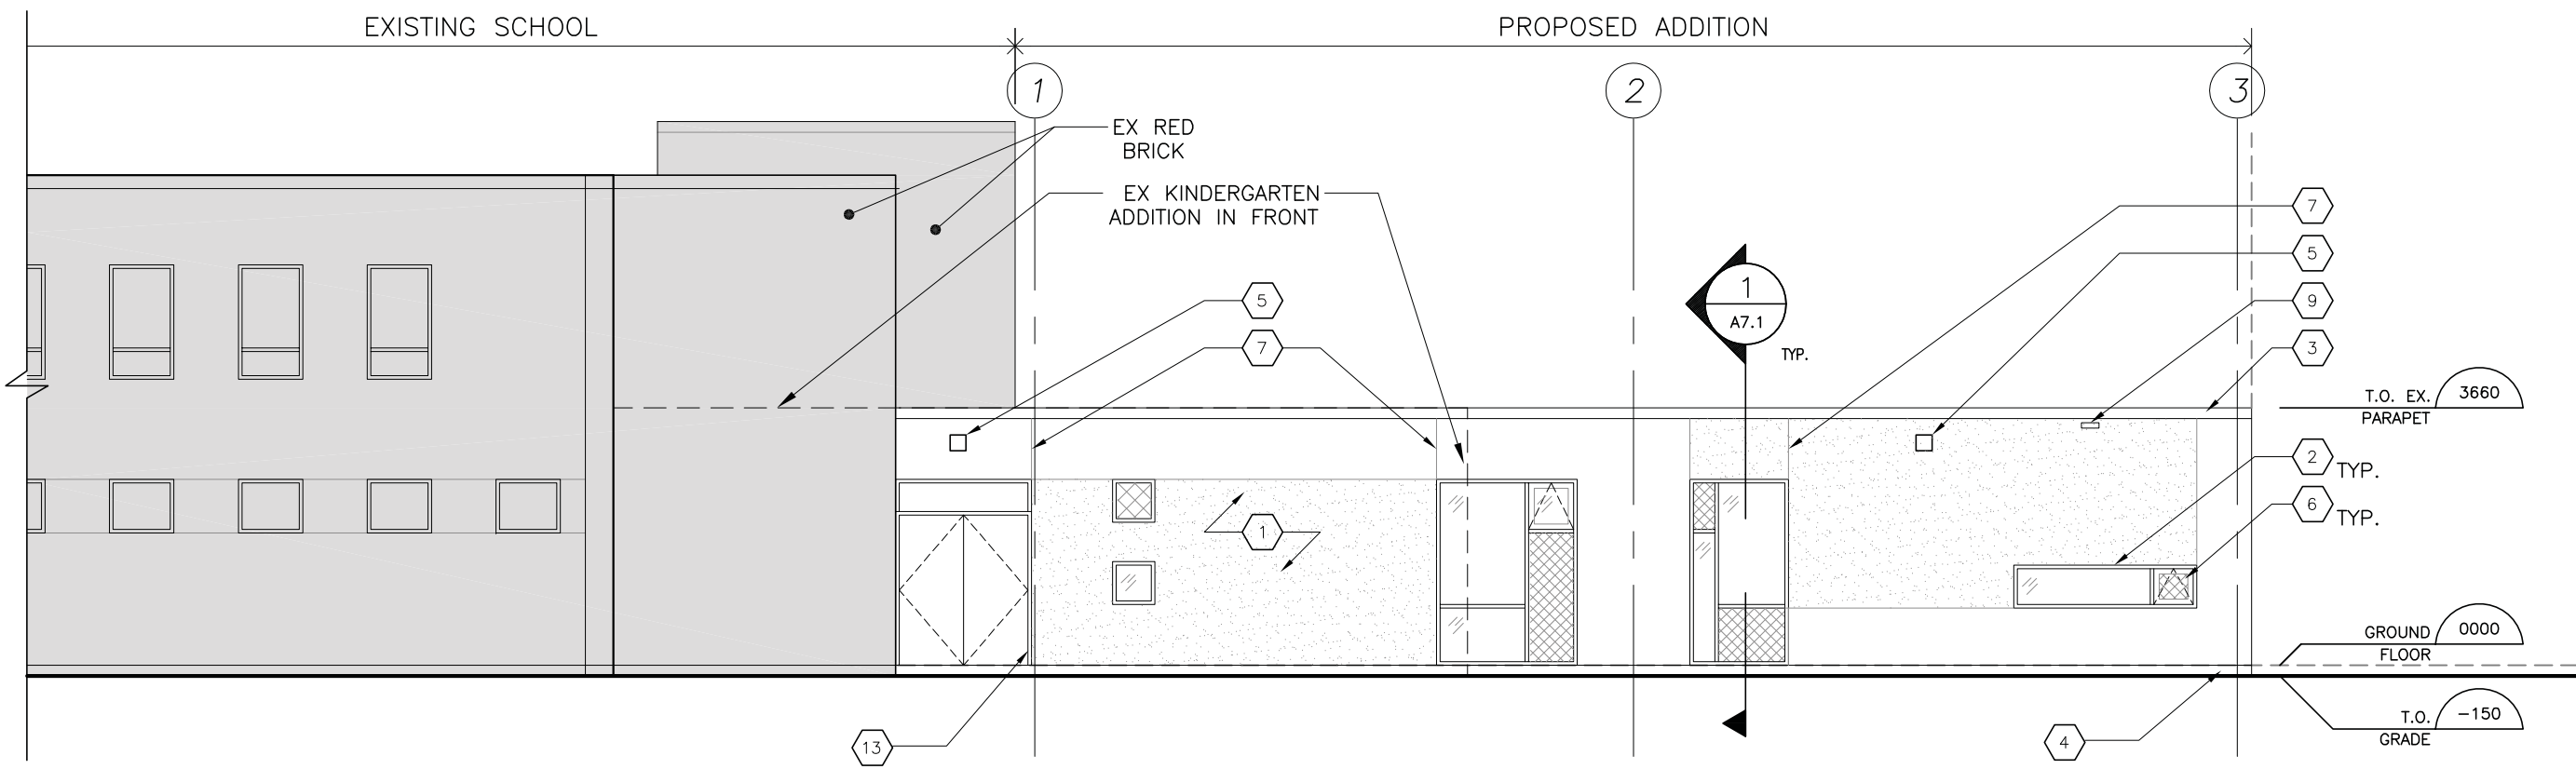 EXISTING SCHOOL
PROPOSED ADDITION
1
2
3
EX RED
BRICK
EX KINDERGARTEN
ADDITION IN FRONT
7
5
9
3
5
7
1
A7.1
TYP.
T.O. EX.
PARAPET
3660
2
TYP.
6
TYP.
1
GROUND
FLOOR
0000
T.O.
GRADE
-150
13
4